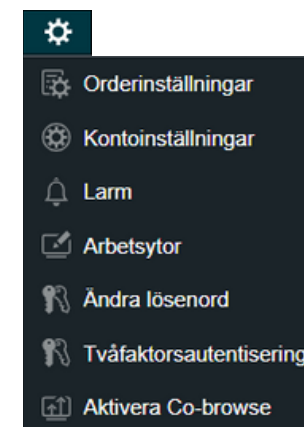 Orderinställningar
Kontoinställningar
Larm
Arbetsytor
Ändra lösenord
Tvåfaktorsautentisering
Aktivera Co-browse